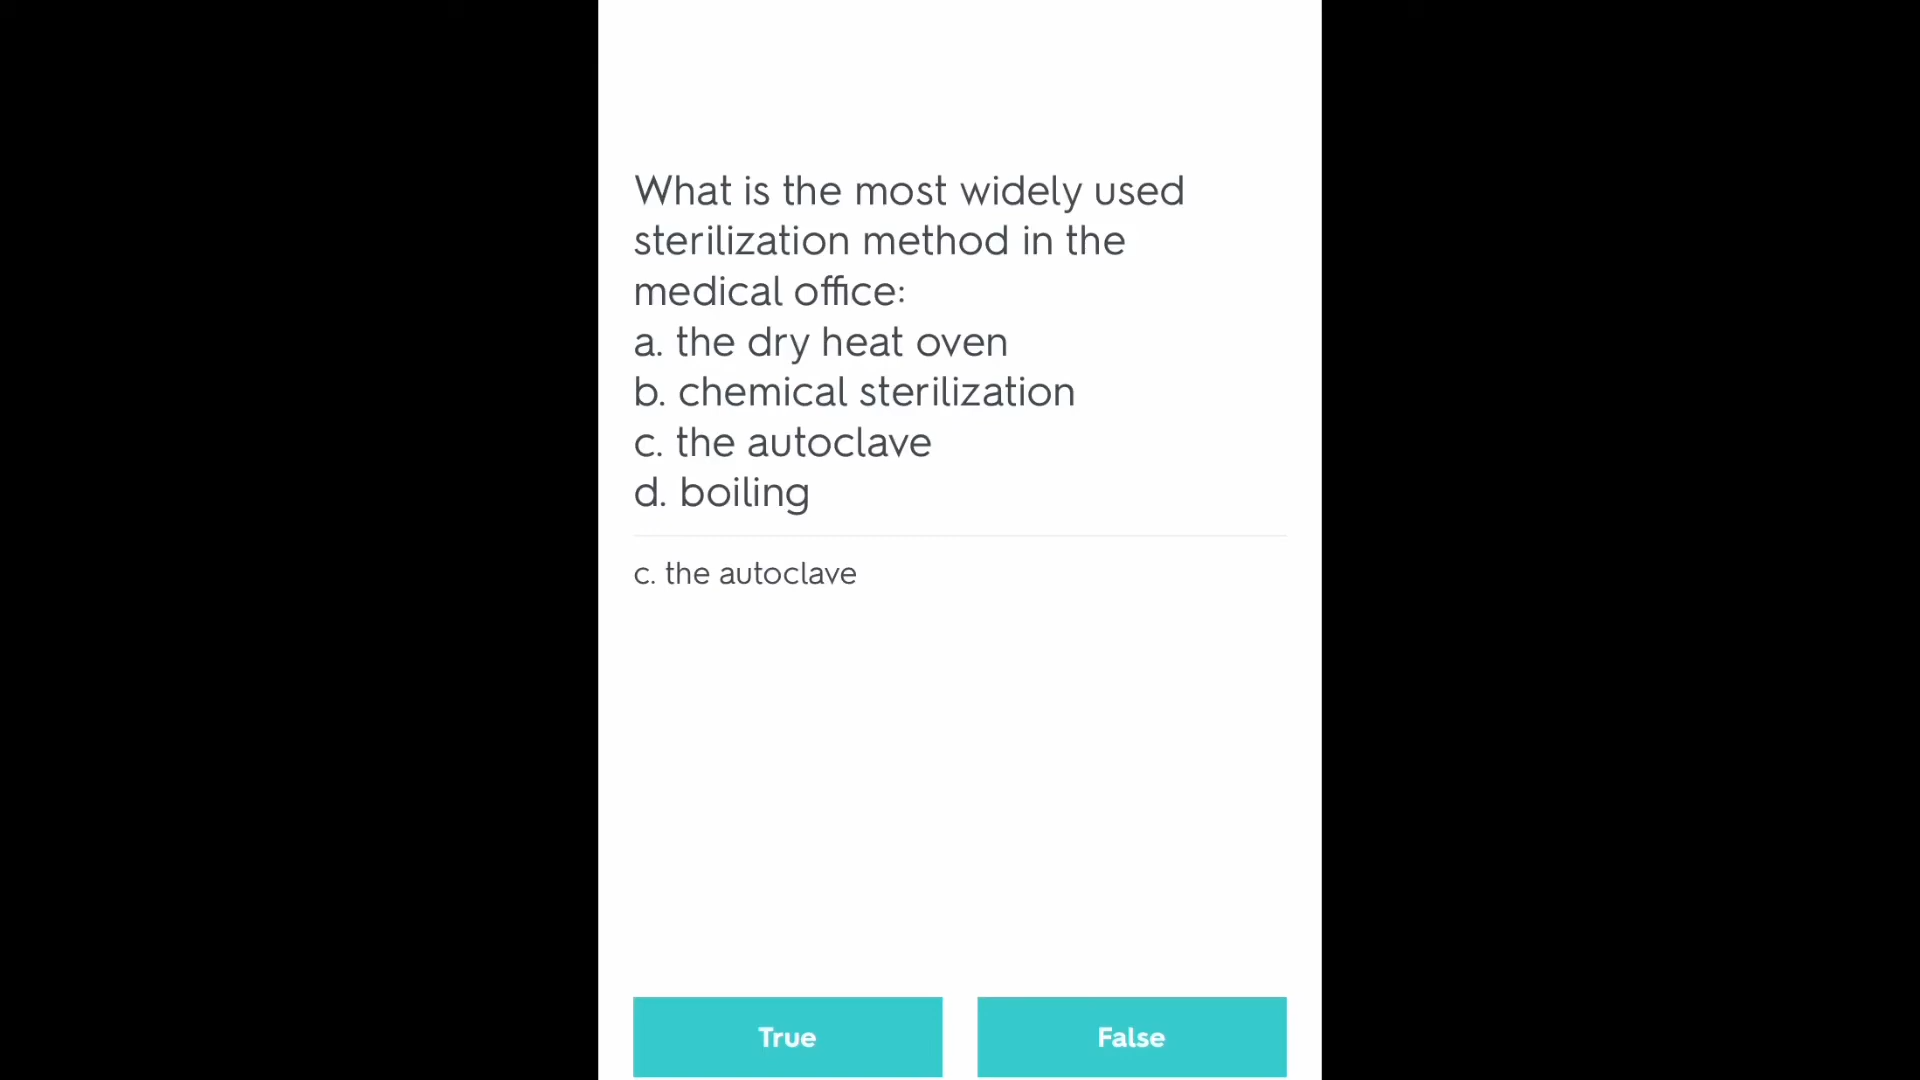 What is the most widely used
sterilization method in the
medical office:
a. the dry heat oven
b. chemical sterilization
c. the autoclave
d. boiling
c. the autoclave
True
False